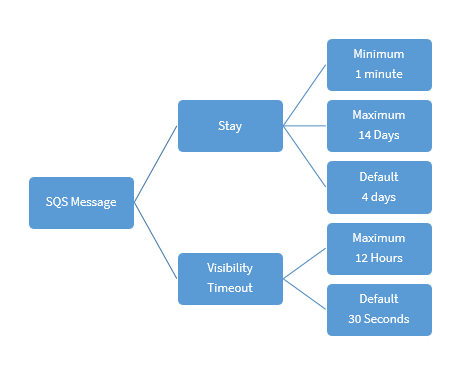 SQS Message
Stay
Minimum
1 minute
Maximum
14 Days
Default
4 days
Visibility
Timeout
Maximum
12 Hours
Default
30 Seconds